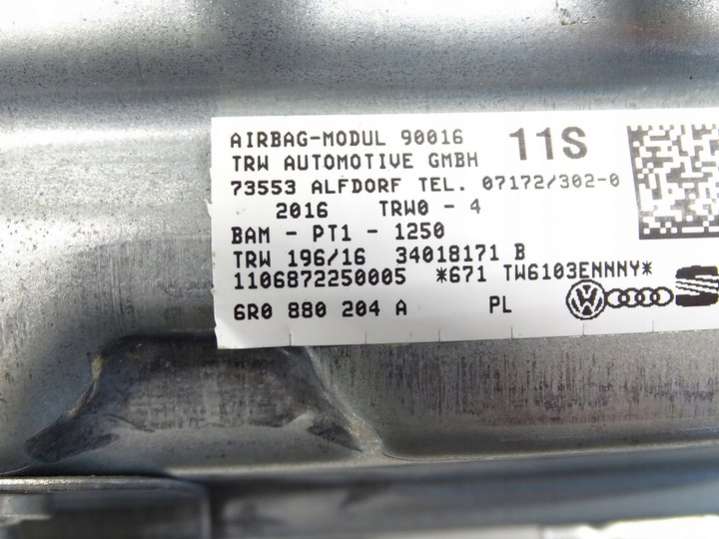 AIRBAG-MODUL 90016 11S
TRW AUTOMOTIVE GMBH
73553 ALFDORF TEL. 07172/302-0
2016 TRW0 - 4
BAM - PT1 - 1250
TRW 196/16 34018171 B
1106872250005 *671 TW6103ENNNY*
6R0 880 204 A PL